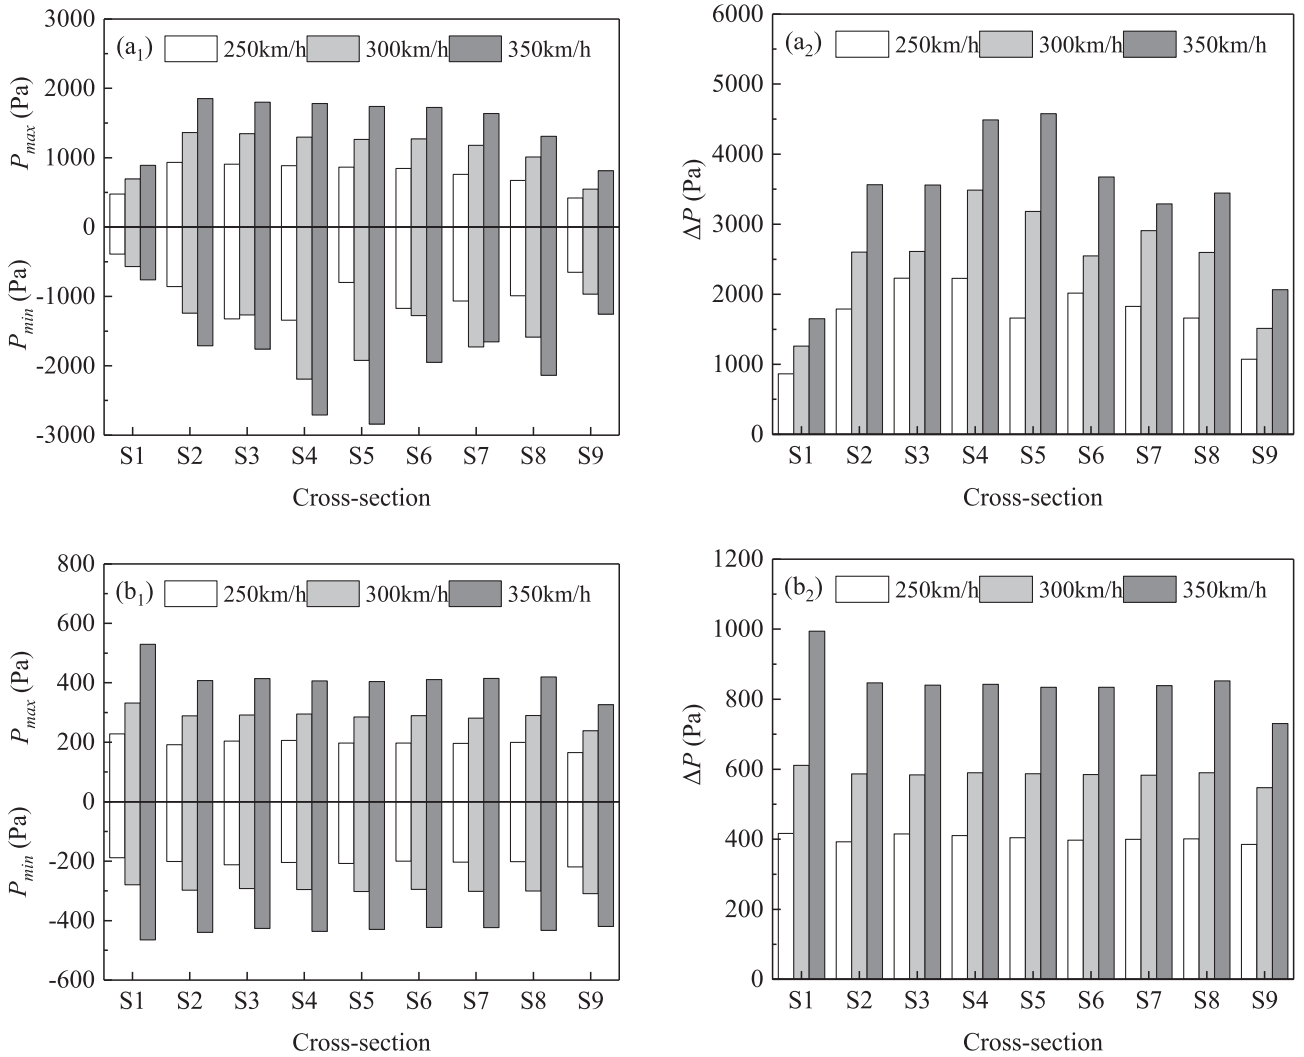 (a1) 250km/h 300km/h 350km/h
3000
2000
1000
0
-1000
-2000
-3000
Pmax (Pa)
Pmin (Pa)
S1 S2 S3 S4 S5 S6 S7 S8 S9
Cross-section
(a2) 250km/h 300km/h 350km/h
6000
5000
4000
3000
2000
1000
0
ΔP (Pa)
S1 S2 S3 S4 S5 S6 S7 S8 S9
Cross-section
(b1) 250km/h 300km/h 350km/h
800
600
400
200
0
-200
-400
-600
Pmax (Pa)
Pmin (Pa)
S1 S2 S3 S4 S5 S6 S7 S8 S9
Cross-section
(b2) 250km/h 300km/h 350km/h
1200
1000
800
600
400
200
0
ΔP (Pa)
S1 S2 S3 S4 S5 S6 S7 S8 S9
Cross-section